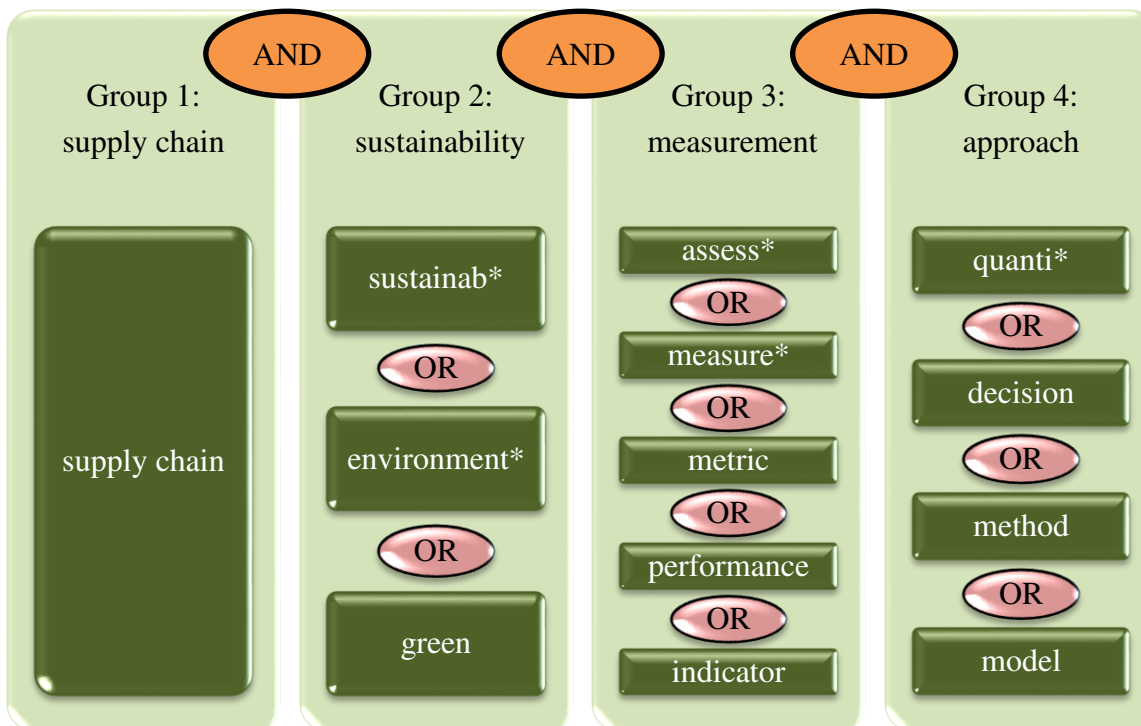 AND
AND
AND
Group 1:
supply chain
Group 2:
sustainability
Group 3:
measurement
Group 4:
approach
supply chain
sustainab*
OR
environment*
OR
green
assess*
OR
measure*
OR
metric
OR
performance
OR
indicator
quanti*
OR
decision
OR
method
OR
model